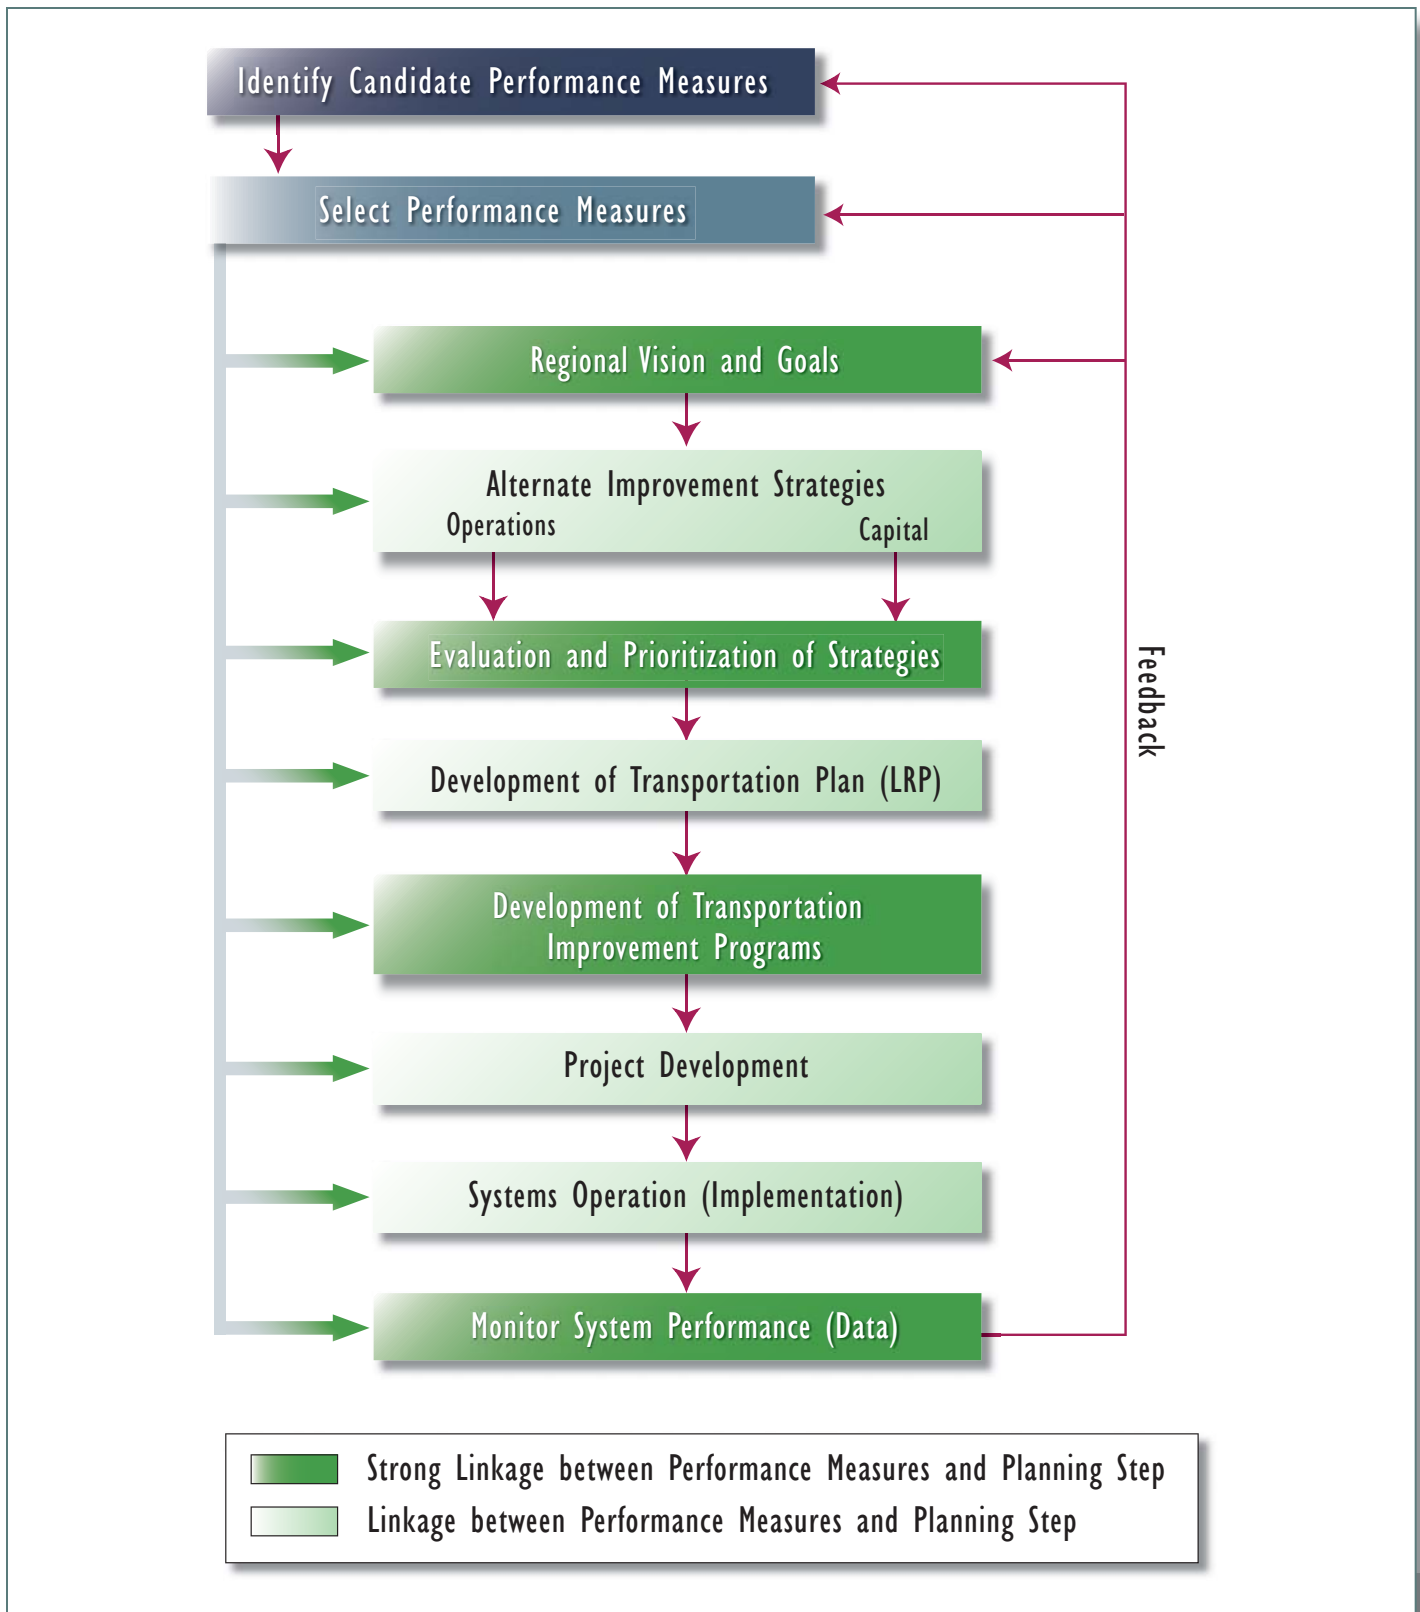 Identify Candidate Performance Measures
Select Performance Measures
Regional Vision and Goals
Alternate Improvement Strategies
Operations
Capital
Evaluation and Prioritization of Strategies
Development of Transportation Plan (LRP)
Development of Transportation
Improvement Programs
Project Development
Systems Operation (Implementation)
Monitor System Performance (Data)
Feedback
Strong Linkage between Performance Measures and Planning Step
Linkage between Performance Measures and Planning Step